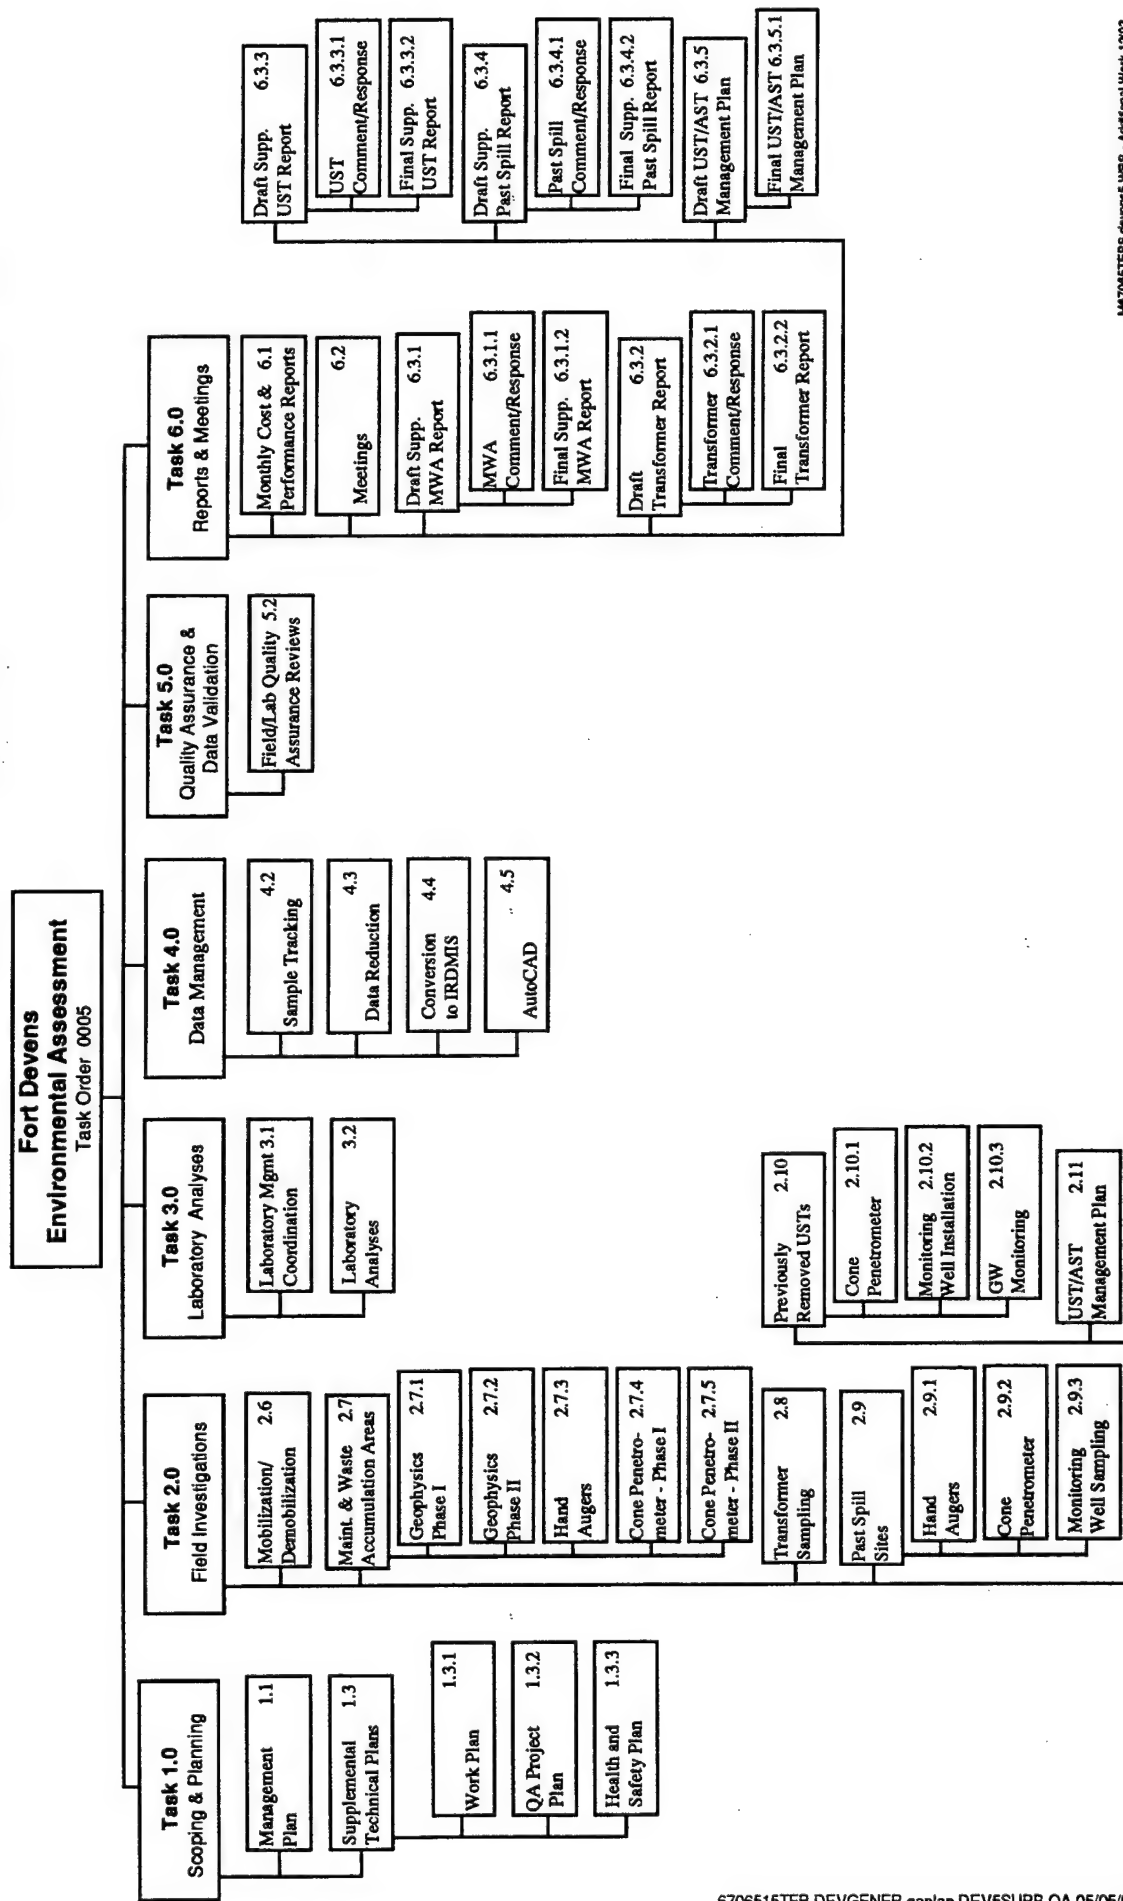 Fort Devens
Environmental Assessment
Task Order 0005
Task 1.0
Scoping & Planning
Management 1.1
Plan
Supplemental 1.3
Technical Plans
1.3.1
Work Plan
QA Project 1.3.2
Plan
Health and 1.3.3
Safety Plan
Task 2.0
Field Investigations
Mobilization/ 2.6
Demobilization
Maint. & Waste 2.7
Accumulation Areas
Geophysics 2.7.1
Phase I
Geophysics 2.7.2
Phase II
Hand 2.7.3
Augers
Cone Penetro- 2.7.4
meter - Phase I
Cone Penetro- 2.7.5
meter - Phase II
Transformer 2.8
Sampling
Past Spill 2.9
Sites
Hand 2.9.1
Augers
Cone 2.9.2
Penetrometer
Monitoring 2.9.3
Well Sampling
Previously 2.10
Removed USTs
Cone 2.10.1
Penetrometer
Monitoring 2.10.2
Well Installation
GW 2.10.3
Monitoring
UST/AST 2.11
Management Plan
Task 3.0
Laboratory Analyses
Laboratory Mgmt 3.1
Coordination
Laboratory 3.2
Analyses
Task 4.0
Data Management
4.2
Sample Tracking
4.3
Data Reduction
Conversion 4.4
to IRDMIS
4.5
AutoCAD
Task 5.0
Quality Assurance &
Data Validation
Field/Lab Quality 5.2
Assurance Reviews
Task 6.0
Reports & Meetings
Monthly Cost & 6.1
Performance Reports
6.2
Meetings
Draft Supp. 6.3.1
MWA Report
MWA 6.3.1.1
Comment/Response
Final Supp. 6.3.1.2
MWA Report
Draft 6.3.2
Transformer Report
Transformer 6.3.2.1
Comment/Response
Final 6.3.2.2
Transformer Report
Draft Supp. 6.3.3
UST Report
UST 6.3.3.1
Comment/Response
Final Supp. 6.3.3.2
UST Report
Draft Supp. 6.3.4
Past Spill Report
Past Spill 6.3.4.1
Comment/Response
Final Supp. 6.3.4.2
Past Spill Report
Draft UST/AST 6.3.5
Management Plan
Final UST/AST 6.3.5.1
Management Plan